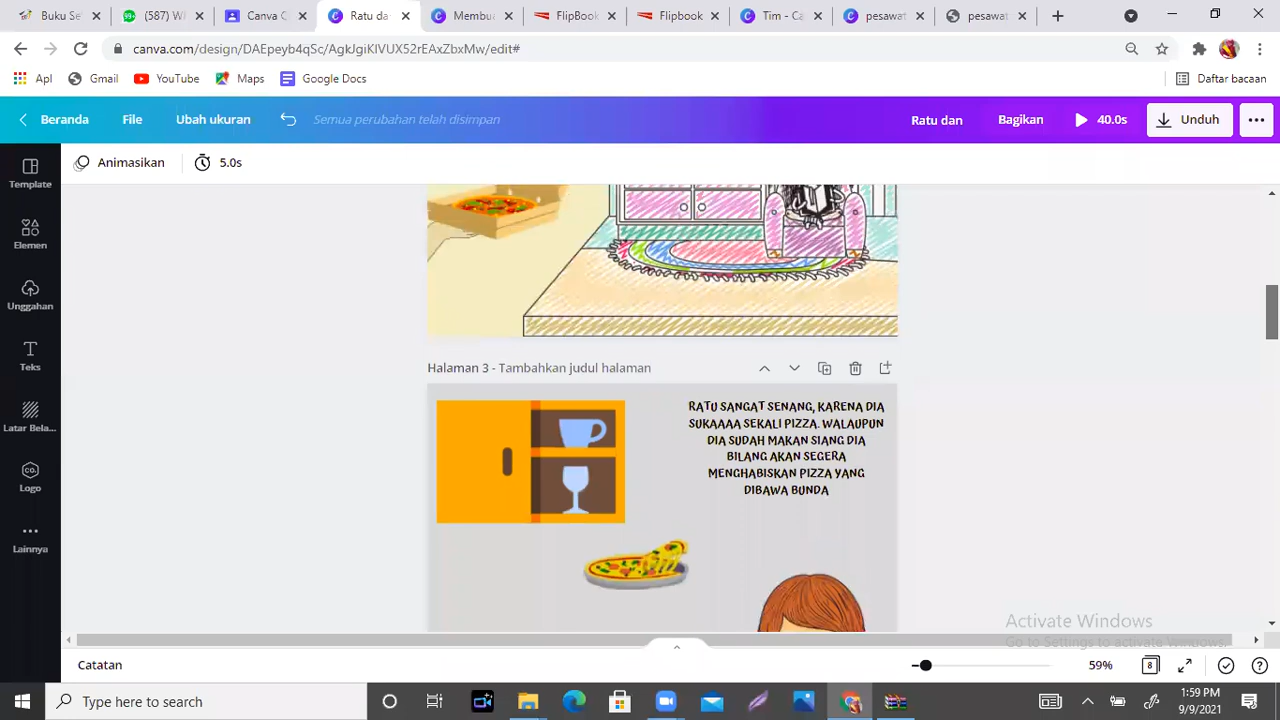 Buku Se
(587) W
Canva C
Ratu da
Membu
FlipBook
Flipbook
Tim - Ca
pesawat
pesawat
canva.com/design/DAEpeyb4qSc/AgkJgiKlVUX52rEAxZbxMw/edit#
Apl
Gmail
YouTube
Maps
Google Docs
Daftar bacaan
Beranda
File
Ubah ukuran
Semua perubahan telah disimpan
Ratu dan
Bagikan
40.0s
Unduh
Animasikan
5.0s
Template
Elemen
Unggahan
Teks
Latar Bela...
CO.
Logo
Lainnya
Halaman 3 - Tambahkan judul halaman
RATU SANGAT SENANG, KARENA DIA
SUKAAAA SEKALI PIZZA. WALAUPUN
DIA SUDAH MAKAN SIANG DIA
BILANG AKAN SEGERA
MENGHABISKAN PIZZA YANG
DIBAWA BUNDA
Activate Windows
Go to Settings to activate Windows.
Catatan
59%
8
Type here to search
1:59 PM
9/9/2021